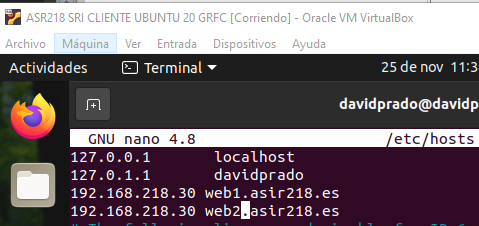 ASR218 SRI CLIENTE UBUNTU 20 GRFC [Corriendo] - Oracle VM VirtualBox
Archivo Máquina Ver Entrada Dispositivos Ayuda
Actividades Terminal 25 de nov 11:3
davidprado@davidp
GNU nano 4.8 /etc/hosts
127.0.0.1 localhost
127.0.1.1 davidprado
192.168.218.30 web1.asir218.es
192.168.218.30 web2.asir218.es